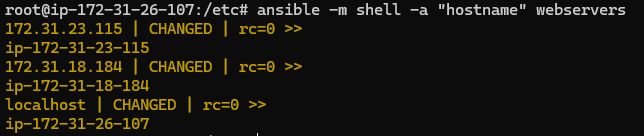 root@ip-172-31-26-107:/etc# ansible -m shell -a "hostname" webservers
172.31.23.115 | CHANGED | rc=0 >>
ip-172-31-23-115
172.31.18.184 | CHANGED | rc=0 >>
ip-172-31-18-184
localhost | CHANGED | rc=0 >>
ip-172-31-26-107